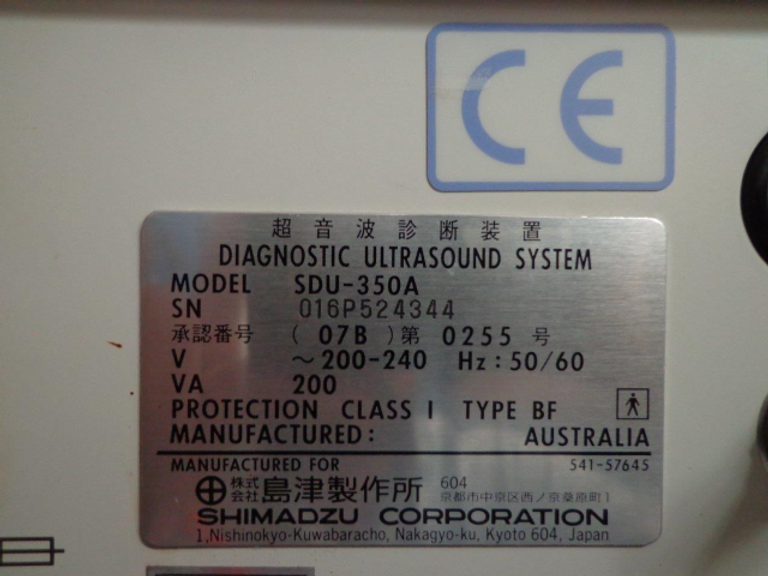 CE
超音波診断装置
DIAGNOSTIC ULTRASOUND SYSTEM
MODEL SDU-350A
SN 016P524344
承認番号 (07B)第 0255 号
V ～200-240 Hz:50/60
VA 200
PROTECTION CLASS I TYPE BF
MANUFACTURED: AUSTRALIA
MANUFACTURED FOR 541-57645
株式会社 島津製作所 604 京都市中京区西ノ京桑原町1
SHIMADZU CORPORATION
1,Nishinokyo-Kuwabaracho, Nakagyo-ku, Kyoto 604, Japan